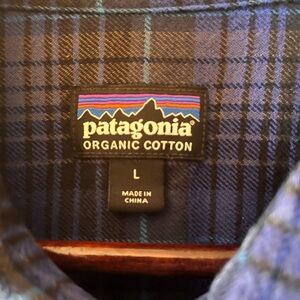 patagonia®
ORGANIC COTTON
L
MADE IN
CHINA